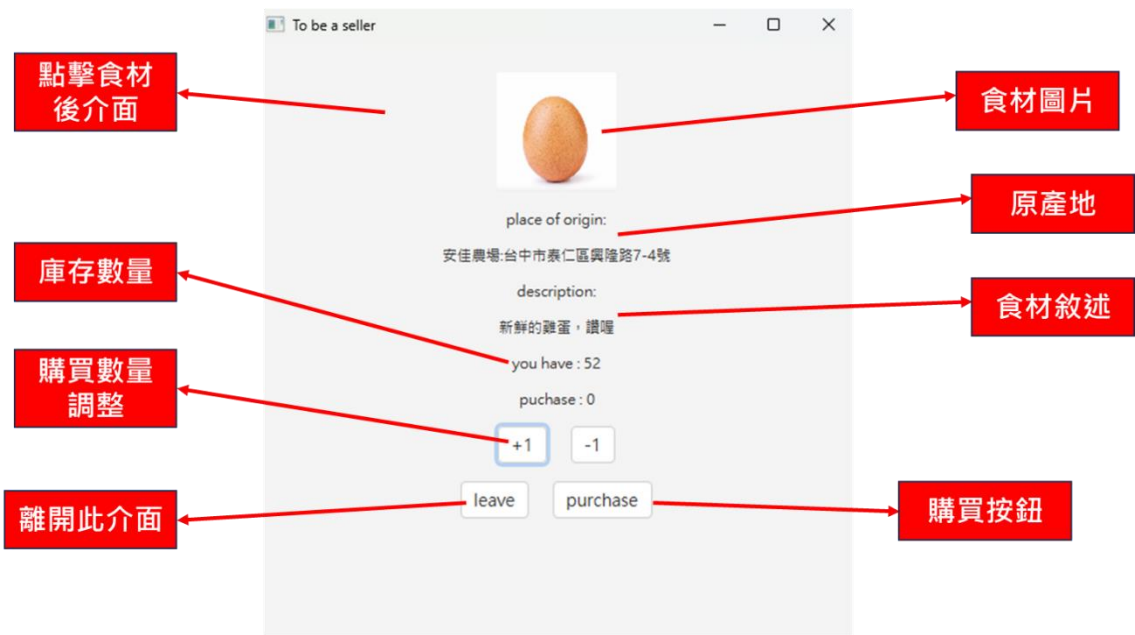 To be a seller
點擊食材
後介面
食材圖片
place of origin:
原產地
安佳農場:台中市泰仁區興隆路7-4號
庫存數量
description:
食材敘述
新鮮的雞蛋，讚喔
you have : 52
購買數量
調整
puchase : 0
+1
-1
離開此介面
leave
purchase
購買按鈕